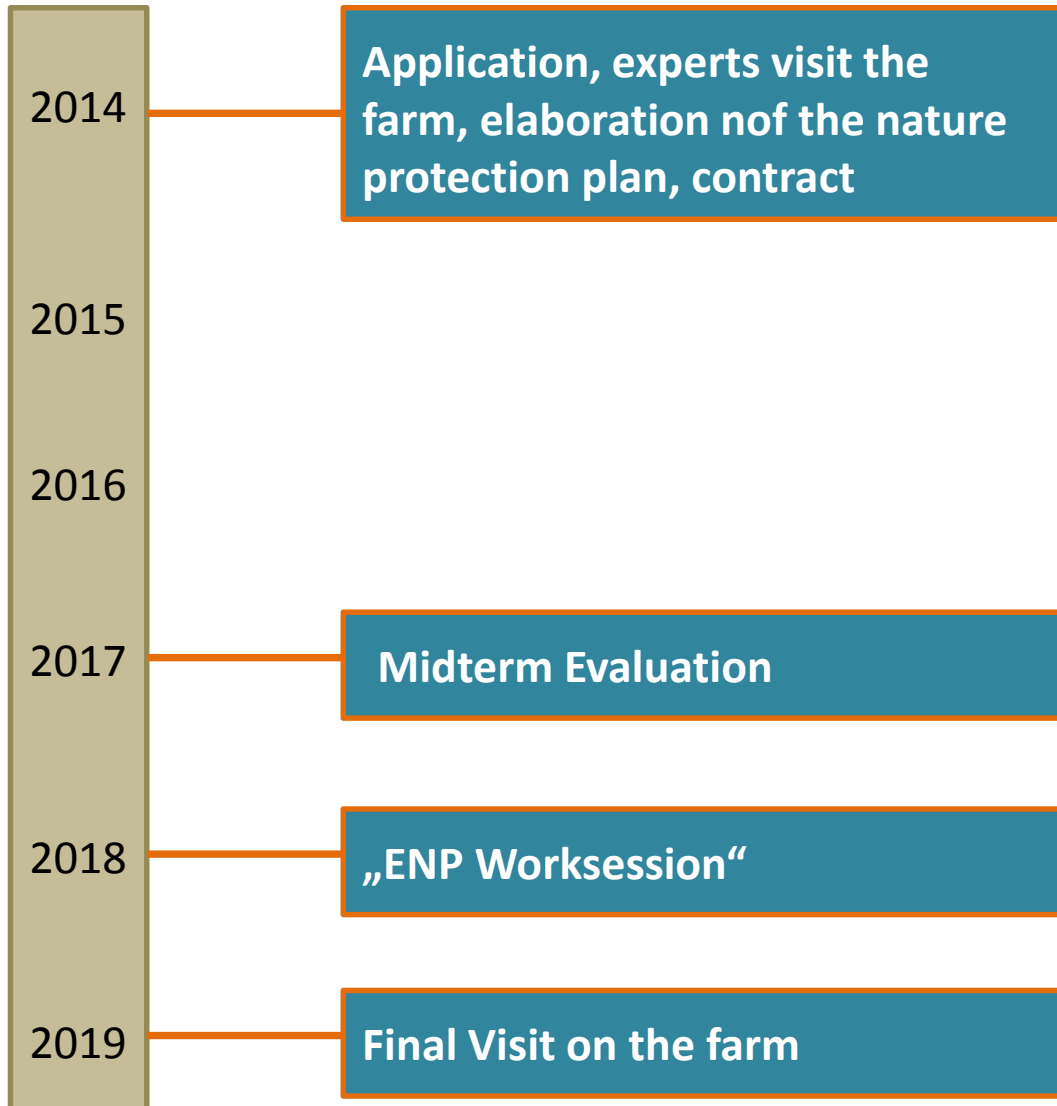 2014
Application, experts visit the
farm, elaboration nof the nature
protection plan, contract
2015
2016
2017
Midterm Evaluation
2018
„ENP Worksession“
2019
Final Visit on the farm